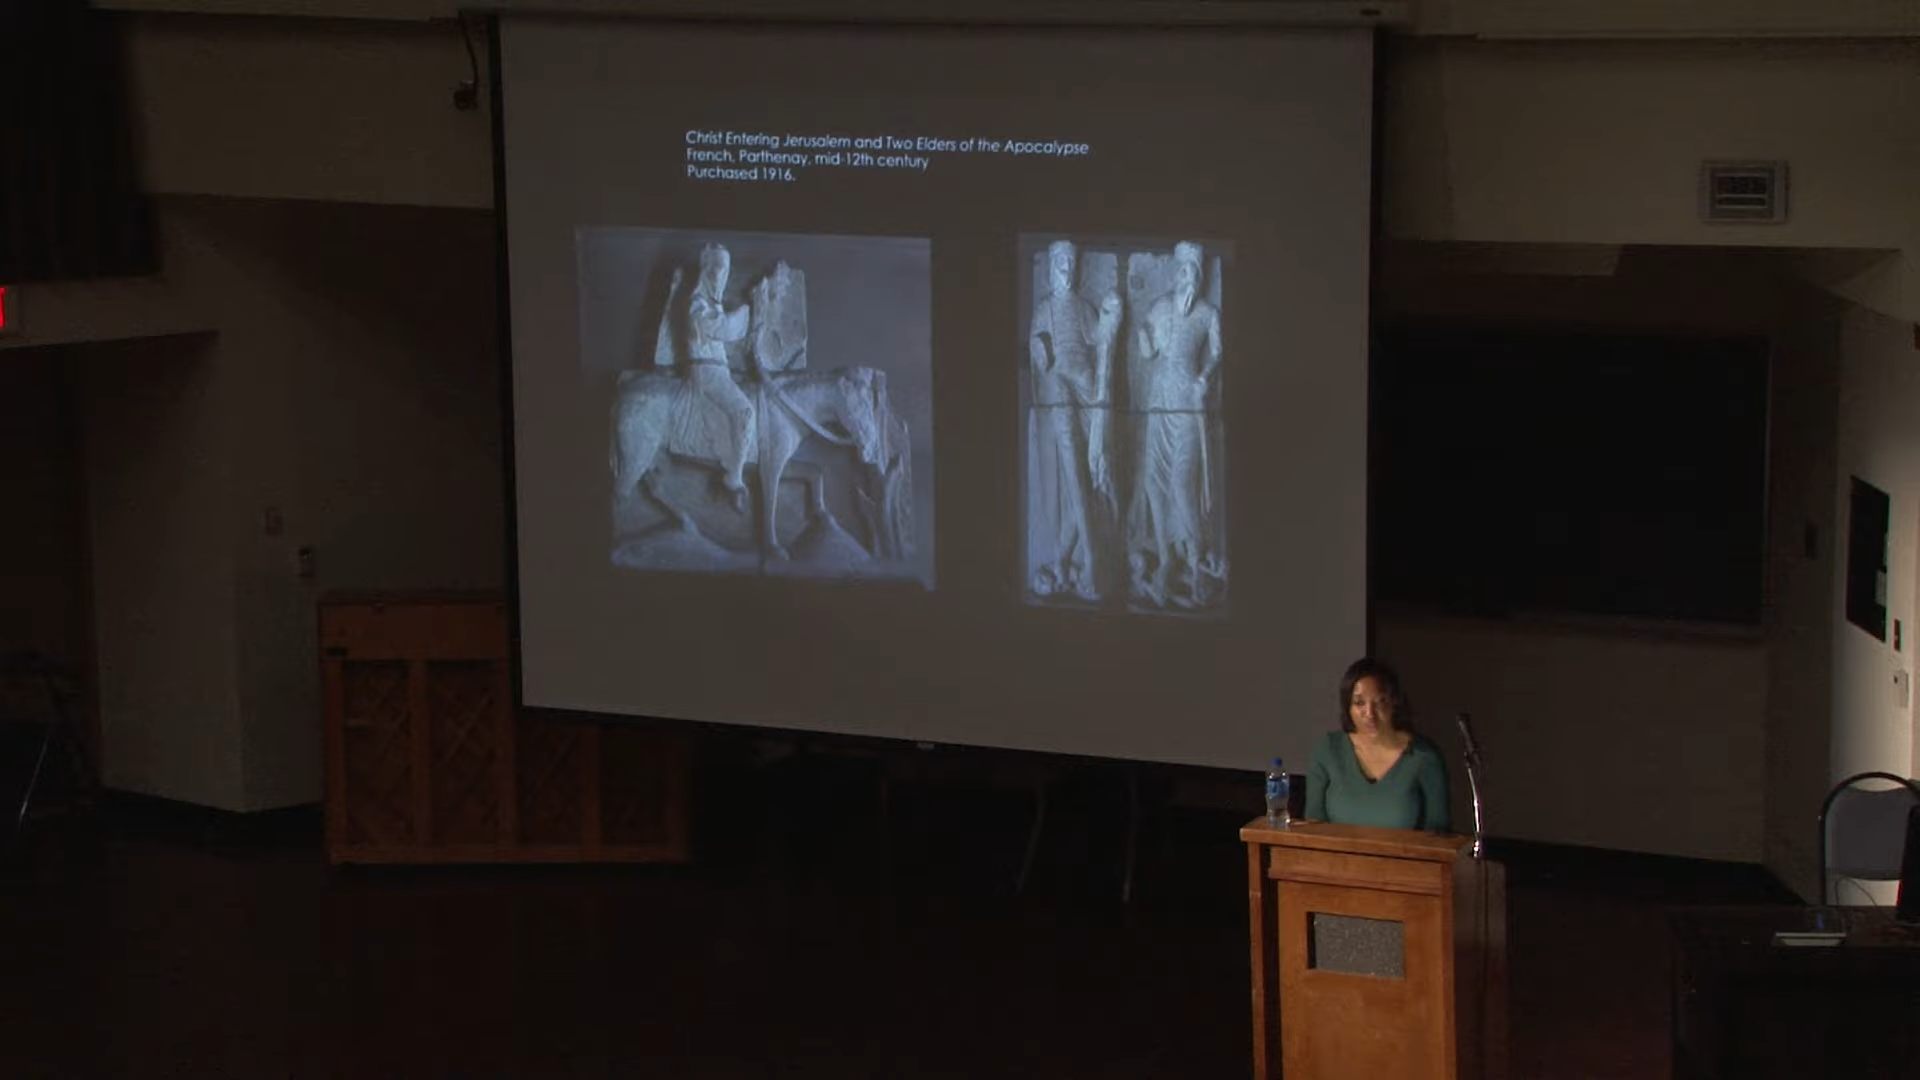 Christ Entering Jerusalem and Two Elders of the Apocalypse
French, Parthenay, mid-12th century
Purchased 1916.